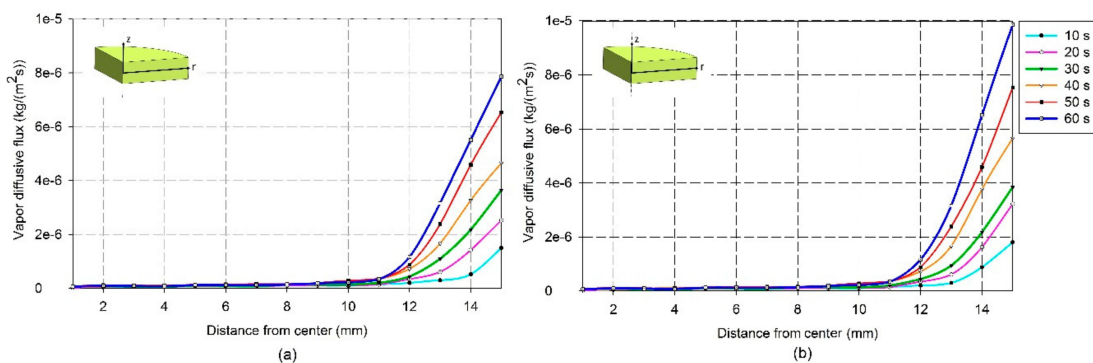 1e-5
8e-6
6e-6
4e-6
2e-6
0
Vapor diffusive flux (kg/(m²s))
z
r
2 4 6 8 10 12 14
Distance from center (mm)
(a)
1e-5
8e-6
6e-6
4e-6
2e-6
0
Vapor diffusive flux (kg/(m²s))
z
r
2 4 6 8 10 12 14
Distance from center (mm)
(b)
10 s
20 s
30 s
40 s
50 s
60 s